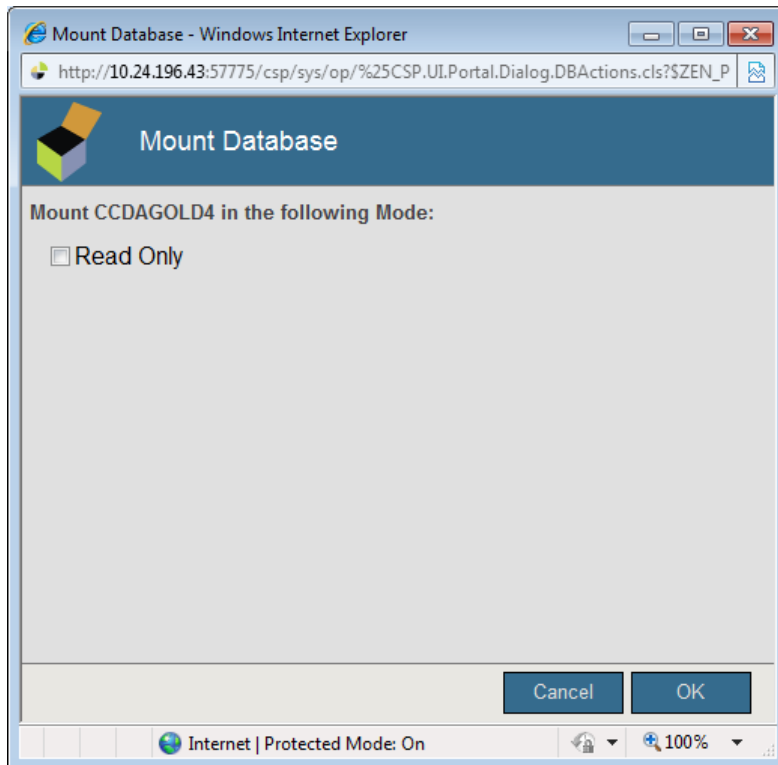 Mount Database - Windows Internet Explorer
http://10.24.196.43:57775/csp/sys/op/%25CSP.UI.Portal.Dialog.DBActions.cls?$ZEN_P
Mount Database
Mount CCDAGOLD4 in the following Mode:
Read Only
Cancel OK
Internet | Protected Mode: On 100%